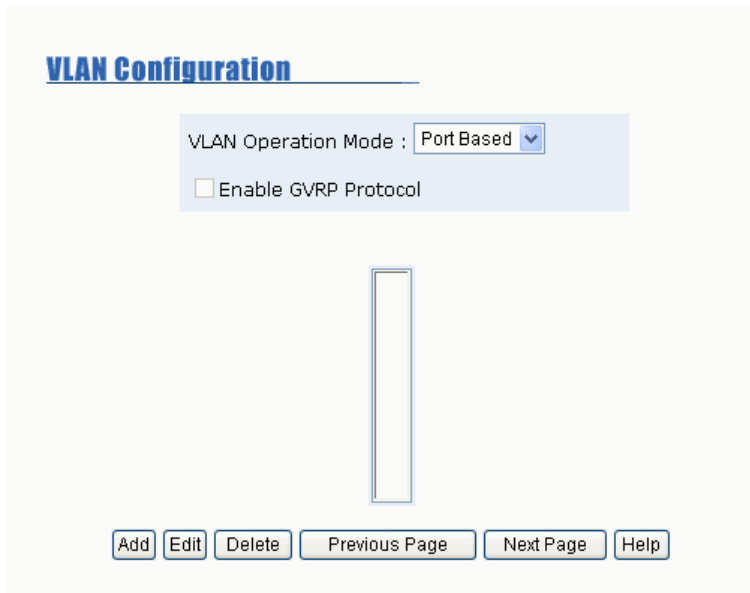 VLAN Configuration
VLAN Operation Mode : Port Based
Enable GVRP Protocol
Add Edit Delete Previous Page Next Page Help